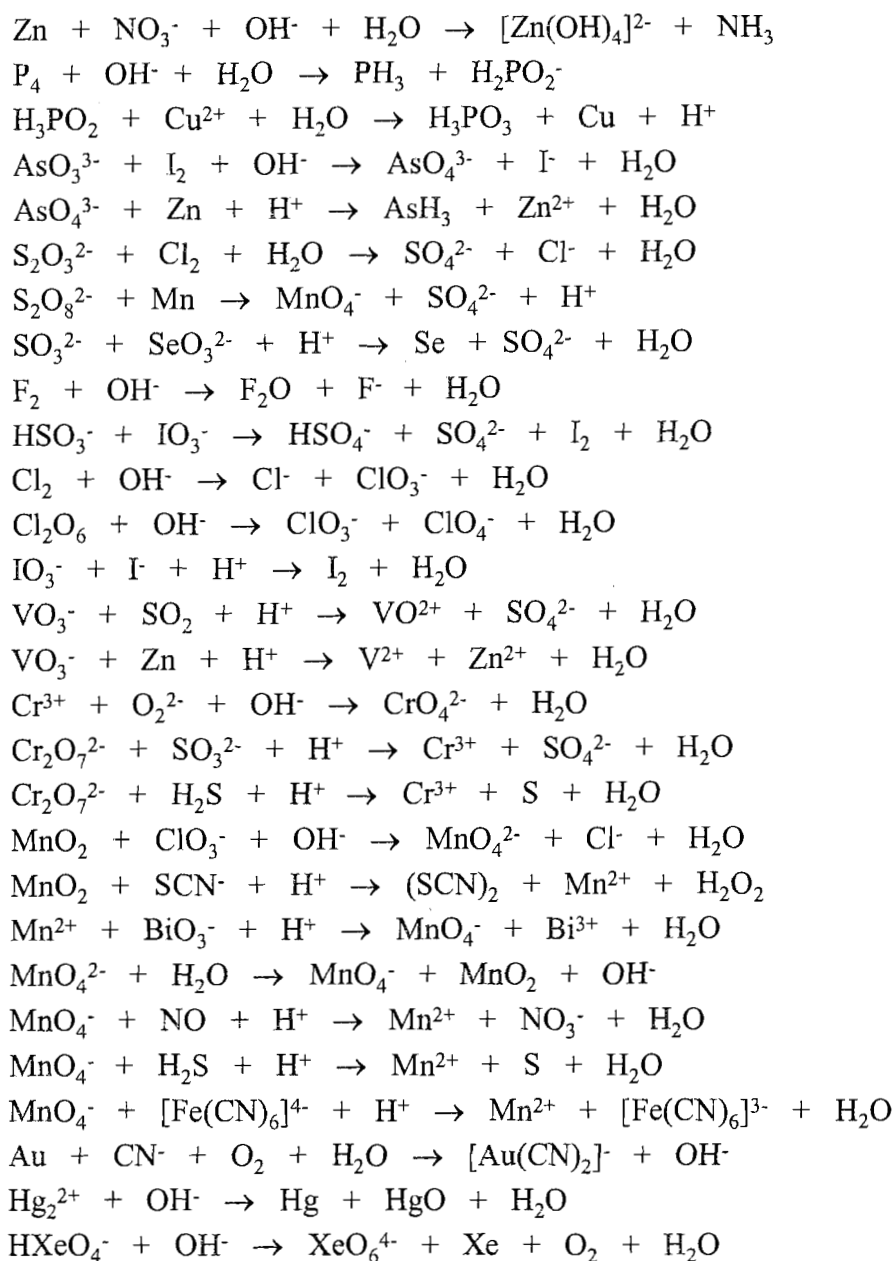 Zn + NO₃⁻ + OH⁻ + H₂O → [Zn(OH)₄]²⁻ + NH₃
P₄ + OH⁻ + H₂O → PH₃ + H₂PO₂⁻
H₃PO₂ + Cu²⁺ + H₂O → H₃PO₃ + Cu + H⁺
AsO₃³⁻ + I₂ + OH⁻ → AsO₄³⁻ + I⁻ + H₂O
AsO₄³⁻ + Zn + H⁺ → AsH₃ + Zn²⁺ + H₂O
S₂O₃²⁻ + Cl₂ + H₂O → SO₄²⁻ + Cl⁻ + H₂O
S₂O₈²⁻ + Mn → MnO₄⁻ + SO₄²⁻ + H⁺
SO₃²⁻ + SeO₃²⁻ + H⁺ → Se + SO₄²⁻ + H₂O
F₂ + OH⁻ → F₂O + F⁻ + H₂O
HSO₃⁻ + IO₃⁻ → HSO₄⁻ + SO₄²⁻ + I₂ + H₂O
Cl₂ + OH⁻ → Cl⁻ + ClO₃⁻ + H₂O
Cl₂O₆ + OH⁻ → ClO₃⁻ + ClO₄⁻ + H₂O
IO₃⁻ + I⁻ + H⁺ → I₂ + H₂O
VO₃⁻ + SO₂ + H⁺ → VO²⁺ + SO₄²⁻ + H₂O
VO₃⁻ + Zn + H⁺ → V²⁺ + Zn²⁺ + H₂O
Cr³⁺ + O₂²⁻ + OH⁻ → CrO₄²⁻ + H₂O
Cr₂O₇²⁻ + SO₃²⁻ + H⁺ → Cr³⁺ + SO₄²⁻ + H₂O
Cr₂O₇²⁻ + H₂S + H⁺ → Cr³⁺ + S + H₂O
MnO₂ + ClO₃⁻ + OH⁻ → MnO₄²⁻ + Cl⁻ + H₂O
MnO₂ + SCN⁻ + H⁺ → (SCN)₂ + Mn²⁺ + H₂O₂
Mn²⁺ + BiO₃⁻ + H⁺ → MnO₄⁻ + Bi³⁺ + H₂O
MnO₄²⁻ + H₂O → MnO₄⁻ + MnO₂ + OH⁻
MnO₄⁻ + NO + H⁺ → Mn²⁺ + NO₃⁻ + H₂O
MnO₄⁻ + H₂S + H⁺ → Mn²⁺ + S + H₂O
MnO₄⁻ + [Fe(CN)₆]⁴⁻ + H⁺ → Mn²⁺ + [Fe(CN)₆]³⁻ + H₂O
Au + CN⁻ + O₂ + H₂O → [Au(CN)₂]⁻ + OH⁻
Hg₂²⁺ + OH⁻ → Hg + HgO + H₂O
HXeO₄⁻ + OH⁻ → XeO₆⁴⁻ + Xe + O₂ + H₂O